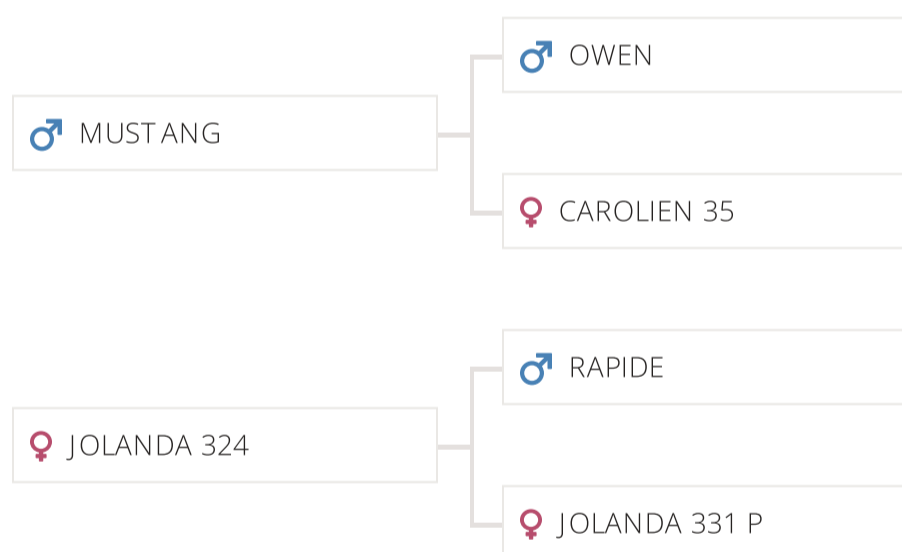 OWEN
MUSTANG
CAROLIEN 35
RAPIDE
JOLANDA 324
JOLANDA 331 P